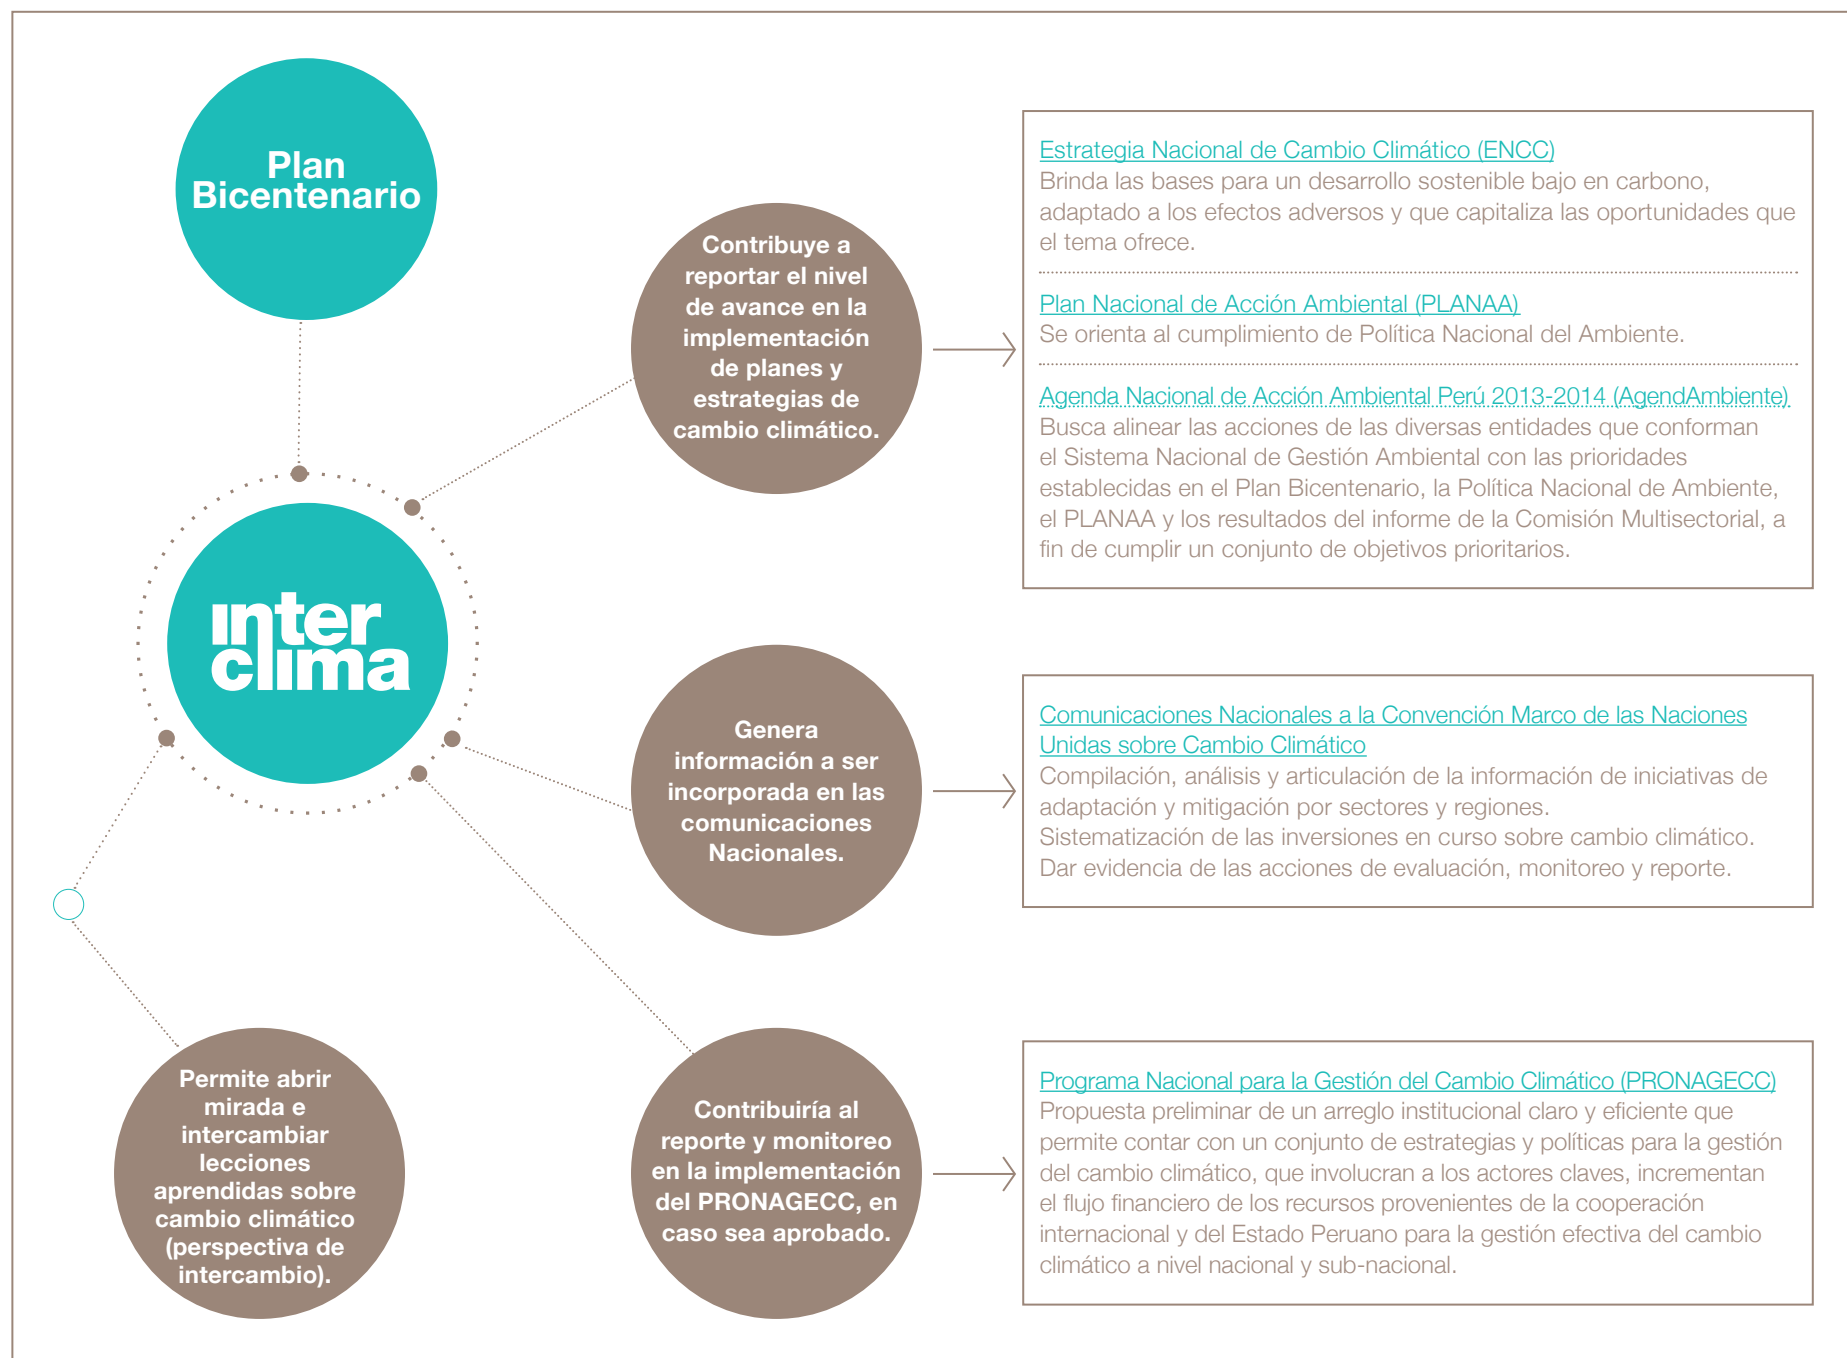 Plan
Bicentenario
Contribuye a
reportar el nivel
de avance en la
implementación
de planes y
estrategias de
cambio climático.
Estrategia Nacional de Cambio Climático (ENCC)
Brinda las bases para un desarrollo sostenible bajo en carbono,
adaptado a los efectos adversos y que capitaliza las oportunidades que
el tema ofrece.
Plan Nacional de Acción Ambiental (PLANAA)
Se orienta al cumplimiento de Política Nacional del Ambiente.
Agenda Nacional de Acción Ambiental Perú 2013-2014 (AgendAmbiente)
Busca alinear las acciones de las diversas entidades que conforman
el Sistema Nacional de Gestión Ambiental con las prioridades
establecidas en el Plan Bicentenario, la Política Nacional de Ambiente,
el PLANAA y los resultados del informe de la Comisión Multisectorial, a
fin de cumplir un conjunto de objetivos prioritarios.
inter
clima
Genera
información a ser
incorporada en las
comunicaciones
Nacionales.
Comunicaciones Nacionales a la Convención Marco de las Naciones
Unidas sobre Cambio Climático
Compilación, análisis y articulación de la información de iniciativas de
adaptación y mitigación por sectores y regiones.
Sistematización de las inversiones en curso sobre cambio climático.
Dar evidencia de las acciones de evaluación, monitoreo y reporte.
Permite abrir
mirada e
intercambiar
lecciones
aprendidas sobre
cambio climático
(perspectiva de
intercambio).
Contribuiría al
reporte y monitoreo
en la implementación
del PRONAGECC, en
caso sea aprobado.
Programa Nacional para la Gestión del Cambio Climático (PRONAGECC)
Propuesta preliminar de un arreglo institucional claro y eficiente que
permite contar con un conjunto de estrategias y políticas para la gestión
del cambio climático, que involucran a los actores claves, incrementan
el flujo financiero de los recursos provenientes de la cooperación
internacional y del Estado Peruano para la gestión efectiva del cambio
climático a nivel nacional y sub-nacional.